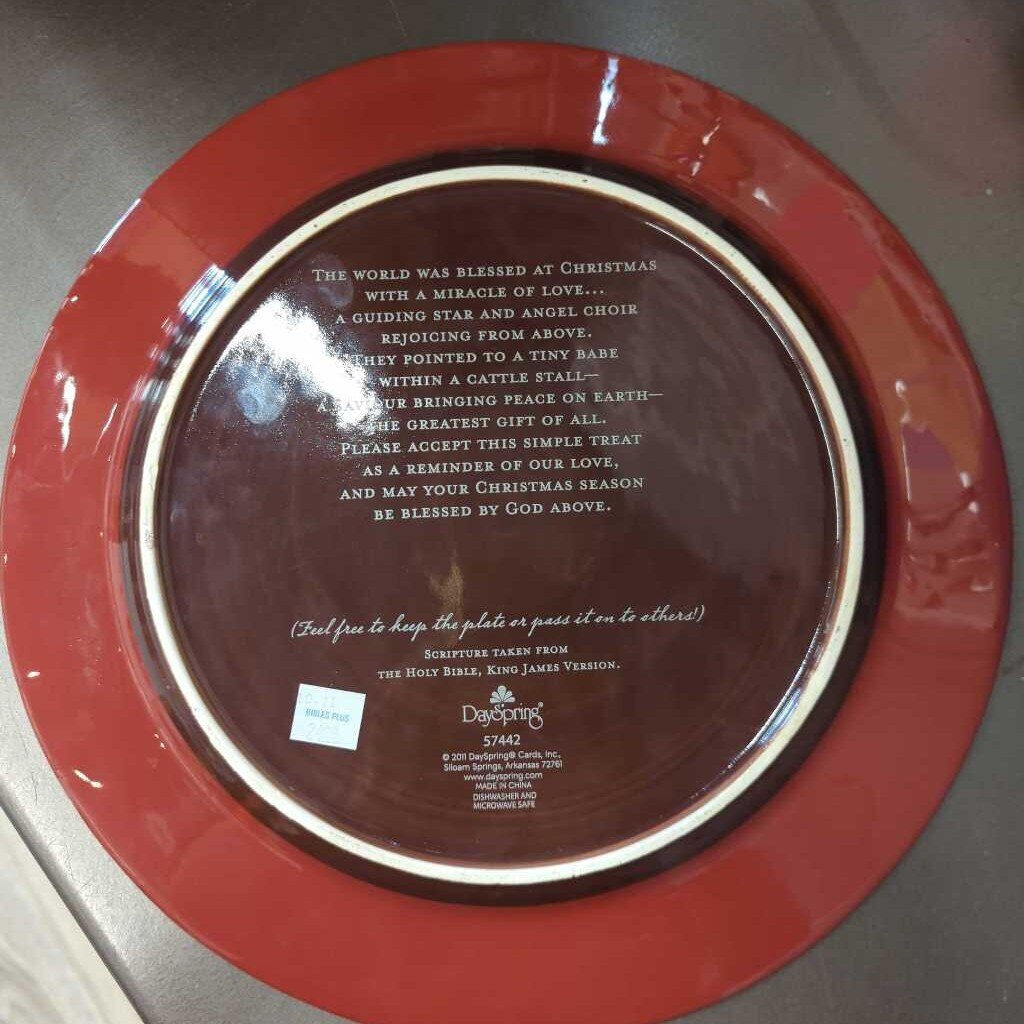 The world was blessed at Christmas
with a miracle of love...
a guiding star and angel choir
rejoicing from above.
They pointed to a tiny babe
within a cattle stall—
a Saviour bringing peace on earth—
the greatest gift of all.
Please accept this simple treat
as a reminder of our love,
and may your Christmas season
be blessed by God above.
(Feel free to keep the plate or pass it on to others!)
Scripture taken from
the Holy Bible, King James Version.
BIBLES PLUS
DaySpring®
57442
© 2011 DaySpring® Cards, Inc.,
Siloam Springs, Arkansas 72761
www.dayspring.com
MADE IN CHINA
DISHWASHER AND
MICROWAVE SAFE